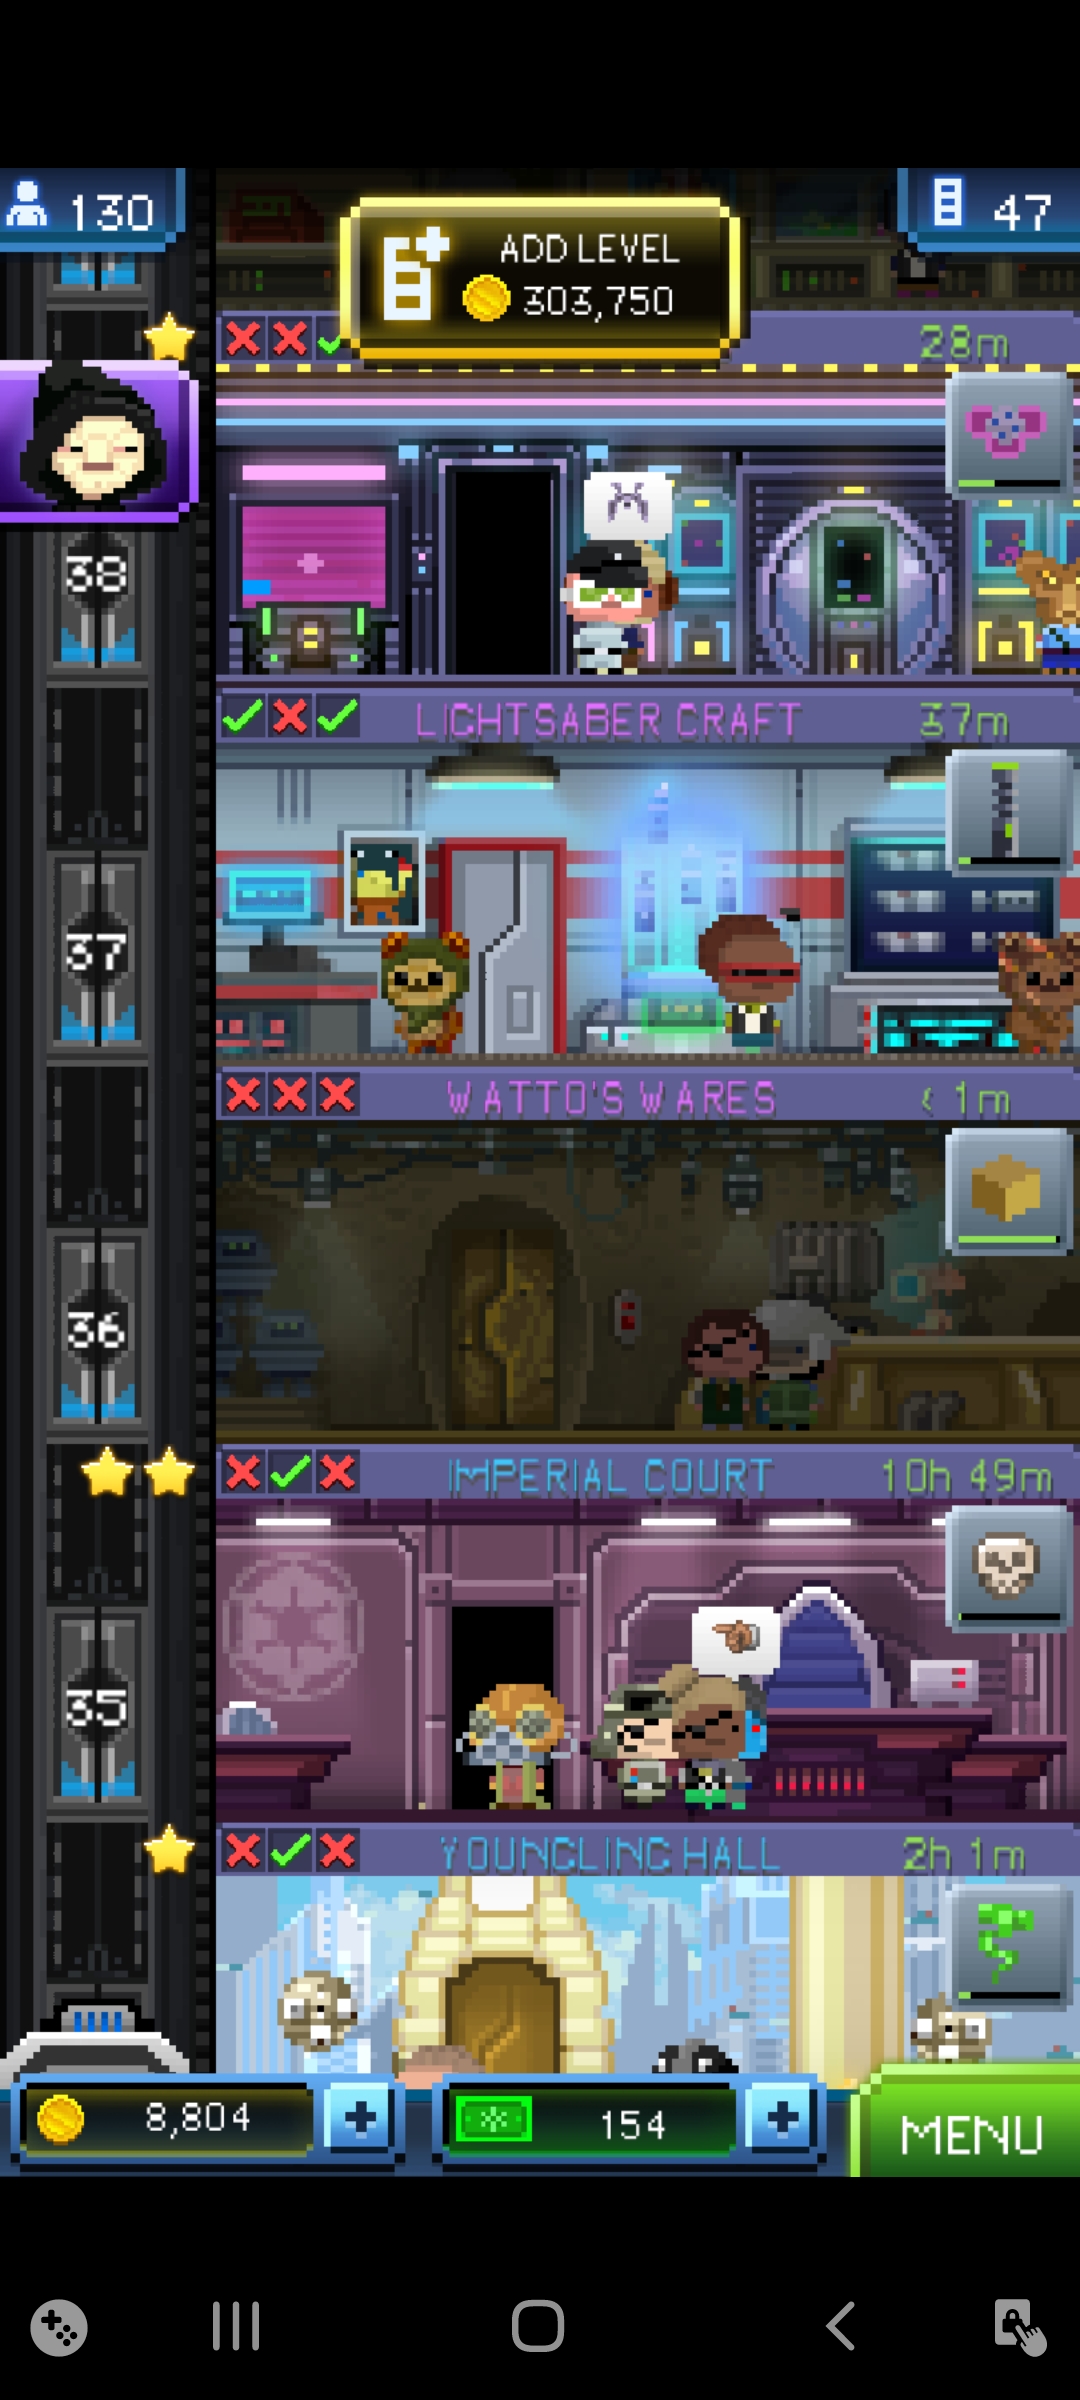 130
47
ADD LEVEL
303,750
28m
38
LIGHTSABER CRAFT
37m
37
WATTO'S WARES
< 1m
36
IMPERIAL COURT
10h 49m
35
YOUNGLING HALL
2h 1m
8,804
154
MENU